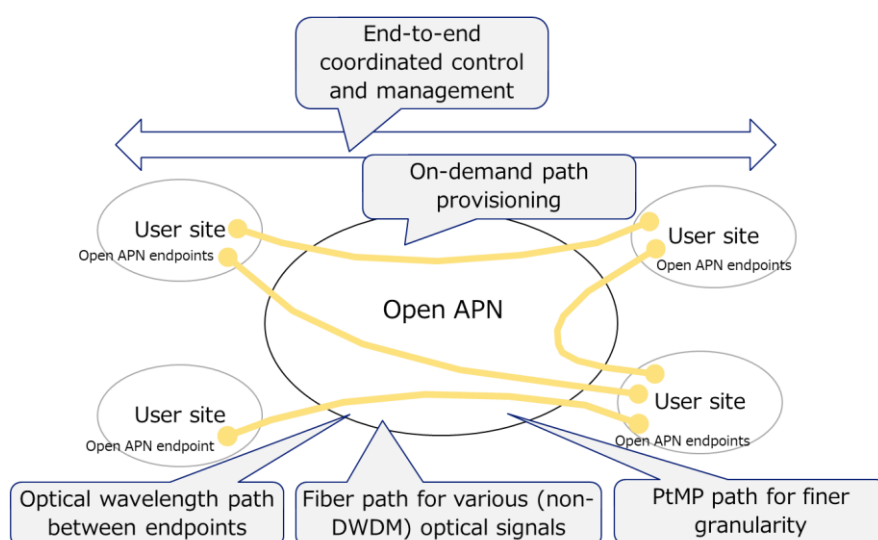 End-to-end
coordinated control
and management
On-demand path
provisioning
User site
Open APN endpoints
User site
Open APN endpoints
Open APN
User site
Open APN endpoint
User site
Open APN endpoints
Optical wavelength path
between endpoints
Fiber path for various (non-
DWDM) optical signals
PtMP path for finer
granularity